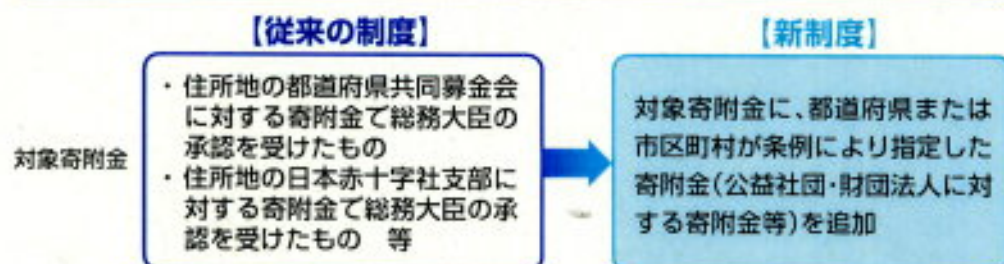 【従来の制度】
【新制度】
対象寄附金
・住所地の都道府県共同募金会
に対する寄附金で総務大臣の
承認を受けたもの
・住所地の日本赤十字社支部に
対する寄附金で総務大臣の承
認を受けたもの 等
対象寄附金に、都道府県または
市区町村が条例により指定した
寄附金(公益社団・財団法人に対
する寄附金等)を追加